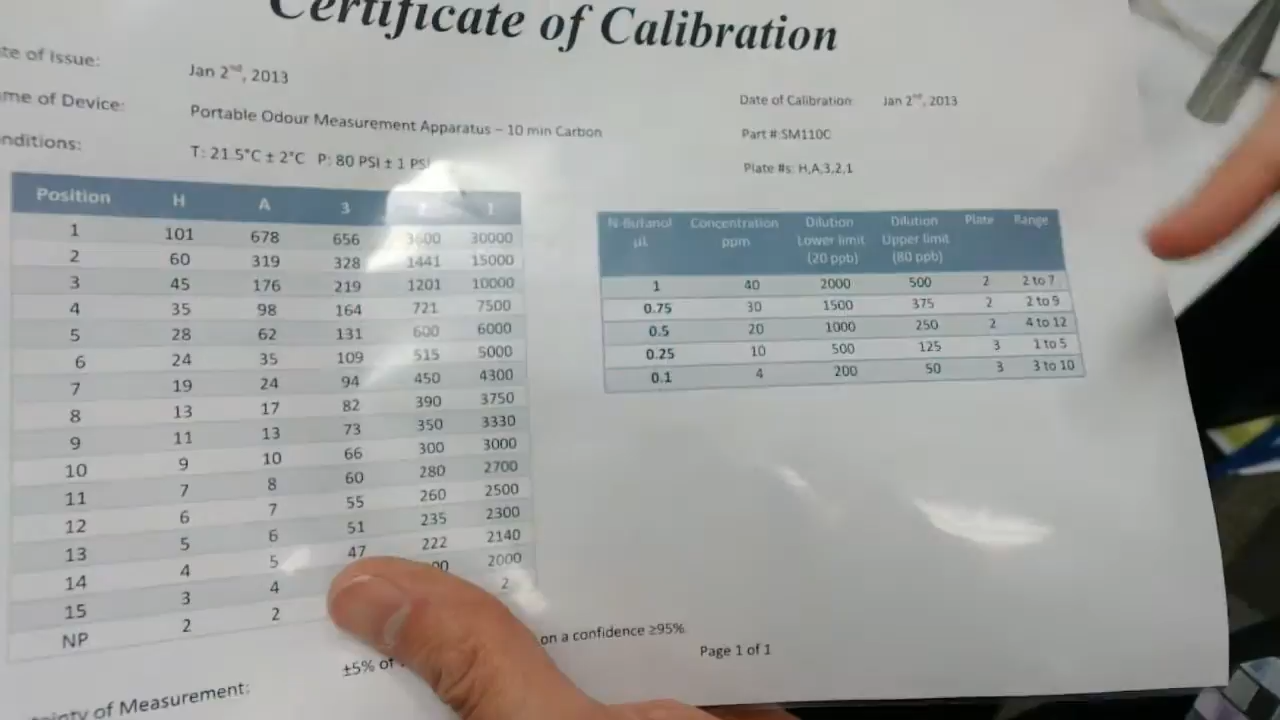 Certificate of Calibration
te of Issue: Jan 2nd, 2013
Date of Calibration: Jan 2nd, 2013
me of Device: Portable Odour Measurement Apparatus – 10 min Carbon
Part #:SM110C
nditions: T: 21.5°C ± 2°C P: 80 PSI ± 1 PSI
Plate #s: H,A,3,2,1
Position H A 3 2 1
1 101 678 656 3600 30000
2 60 319 328 1441 15000
3 45 176 219 1201 10000
4 35 98 164 721 7500
5 28 62 131 600 6000
6 24 35 109 515 5000
7 19 24 94 450 4300
8 13 17 82 390 3750
9 11 13 73 350 3330
10 9 10 66 300 3000
11 7 8 60 280 2700
12 6 7 55 260 2500
13 5 6 51 235 2300
14 4 5 47 222 2140
15 3 4 00 2000
NP 2 2 2
N-Butanol Concentration Dilution Dilution Plate Range
µL ppm Lower limit Upper limit
(20 ppb) (80 ppb)
1 40 2000 500 2 2 to 7
0.75 30 1500 375 2 2 to 9
0.5 20 1000 250 2 4 to 12
0.25 10 500 125 3 1 to 5
0.1 4 200 50 3 3 to 10
ainty of Measurement: ±5% of on a confidence ≥95%
Page 1 of 1